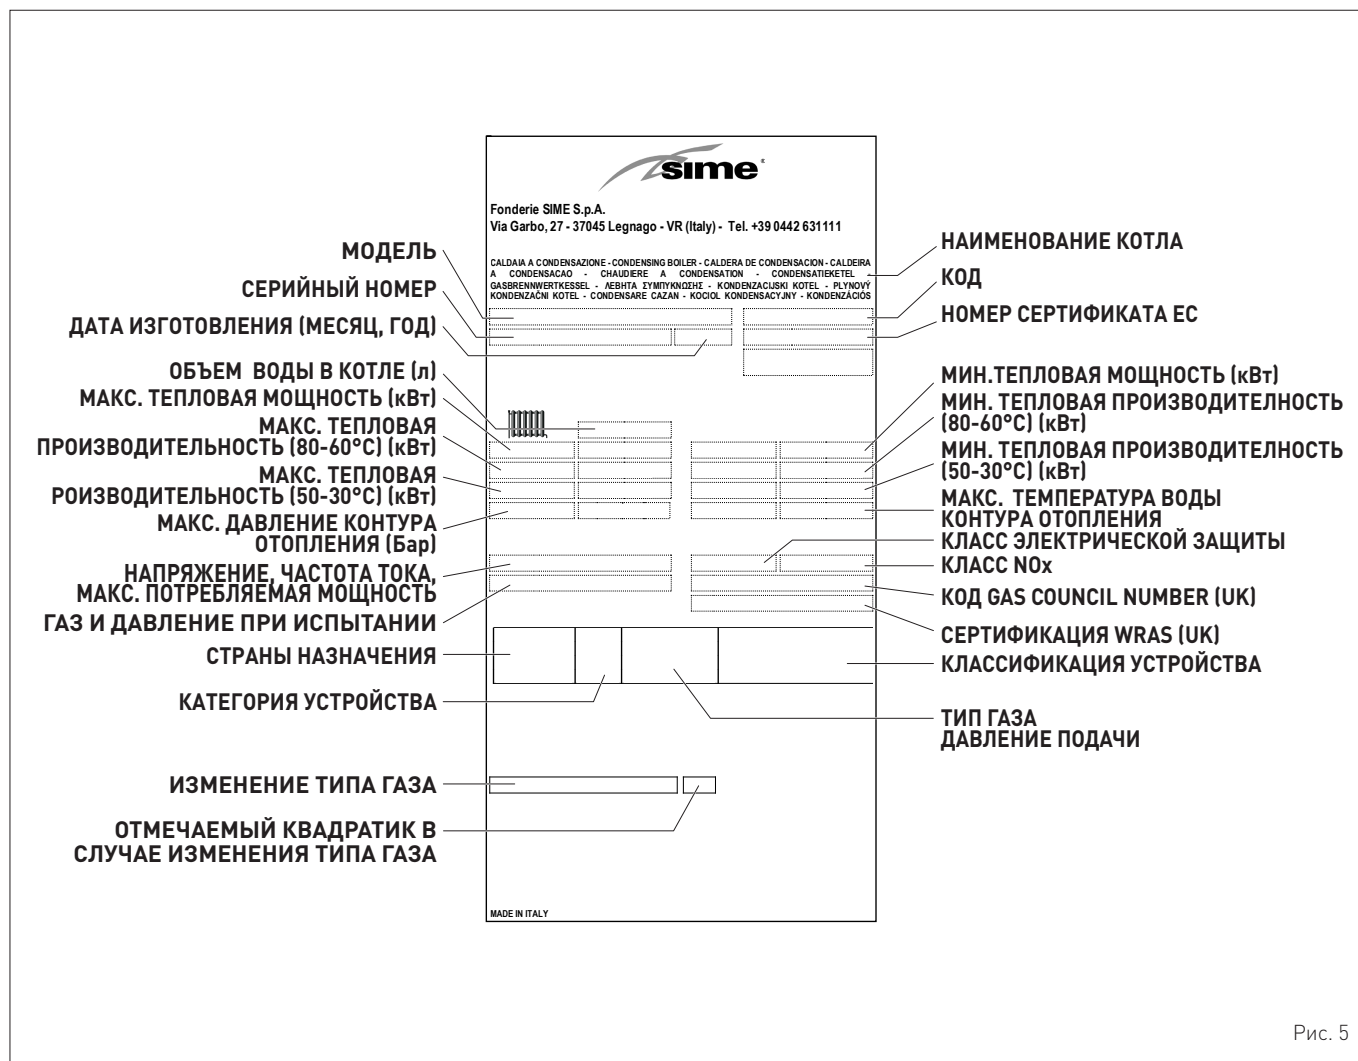 sime
Fonderie SIME S.p.A.
Via Garbo, 27 - 37045 Legnago - VR (Italy) - Tel. +39 0442 631111
CALDAIA A CONDENSAZIONE - CONDENSING BOILER - CALDERA DE CONDENSACION - CALDEIRA
A CONDENSACAO - CHAUDIERE A CONDENSATION - CONDENSATIEKETEL -
GASBRENNWERTKESSEL - ΛΕΒΗΤΑ ΣΥΜΠΥΚΝΩΣΗΣ - KONDENZACIJSKI KOTEL - PLYNOVÝ
KONDENZAČNI KOTEL - CONDENSARE CAZAN - KOCIOL KONDENSACYJNY - KONDENZÁCIÓS
МОДЕЛЬ
СЕРИЙНЫЙ НОМЕР
ДАТА ИЗГОТОВЛЕНИЯ (МЕСЯЦ, ГОД)
ОБЪЕМ ВОДЫ В КОТЛЕ (л)
МАКС. ТЕПЛОВАЯ МОЩНОСТЬ (кВт)
МАКС. ТЕПЛОВАЯ
ПРОИЗВОДИТЕЛЬНОСТЬ (80-60°C) (кВт)
МАКС. ТЕПЛОВАЯ
РОИЗВОДИТЕЛЬНОСТЬ (50-30°C) (кВт)
МАКС. ДАВЛЕНИЕ КОНТУРА
ОТОПЛЕНИЯ (Бар)
НАПРЯЖЕНИЕ, ЧАСТОТА ТОКА,
МАКС. ПОТРЕБЛЯЕМАЯ МОЩНОСТЬ
ГАЗ И ДАВЛЕНИЕ ПРИ ИСПЫТАНИИ
СТРАНЫ НАЗНАЧЕНИЯ
КАТЕГОРИЯ УСТРОЙСТВА
ИЗМЕНЕНИЕ ТИПА ГАЗА
ОТМЕЧАЕМЫЙ КВАДРАТИК В
СЛУЧАЕ ИЗМЕНЕНИЯ ТИПА ГАЗА
НАИМЕНОВАНИЕ КОТЛА
КОД
НОМЕР СЕРТИФИКАТА ЕС
МИН.ТЕПЛОВАЯ МОЩНОСТЬ (кВт)
МИН. ТЕПЛОВАЯ ПРОИЗВОДИТЕЛНОСТЬ
(80-60°C) (кВт)
МИН. ТЕПЛОВАЯ ПРОИЗВОДИТЕЛНОСТЬ
(50-30°C) (кВт)
МАКС. ТЕМПЕРАТУРА ВОДЫ
КОНТУРА ОТОПЛЕНИЯ
КЛАСС ЭЛЕКТРИЧЕСКОЙ ЗАЩИТЫ
КЛАСС NOx
КОД GAS COUNCIL NUMBER (UK)
СЕРТИФИКАЦИЯ WRAS (UK)
КЛАССИФИКАЦИЯ УСТРОЙСТВА
ТИП ГАЗА
ДАВЛЕНИЕ ПОДАЧИ
MADE IN ITALY
Рис. 5